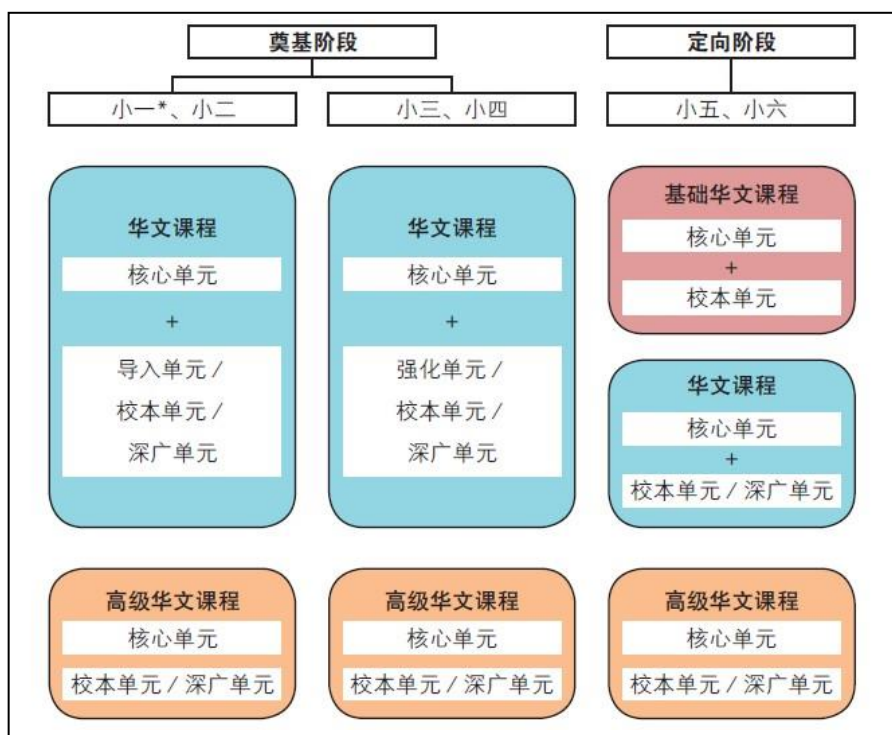 奠基阶段
定向阶段
小一*、小二
小三、小四
小五、小六
华文课程
核心单元
+
导入单元 /
校本单元 /
深广单元
华文课程
核心单元
+
强化单元 /
校本单元 /
深广单元
基础华文课程
核心单元
+
校本单元
华文课程
核心单元
+
校本单元 / 深广单元
高级华文课程
核心单元
校本单元 / 深广单元
高级华文课程
核心单元
校本单元 / 深广单元
高级华文课程
核心单元
校本单元 / 深广单元